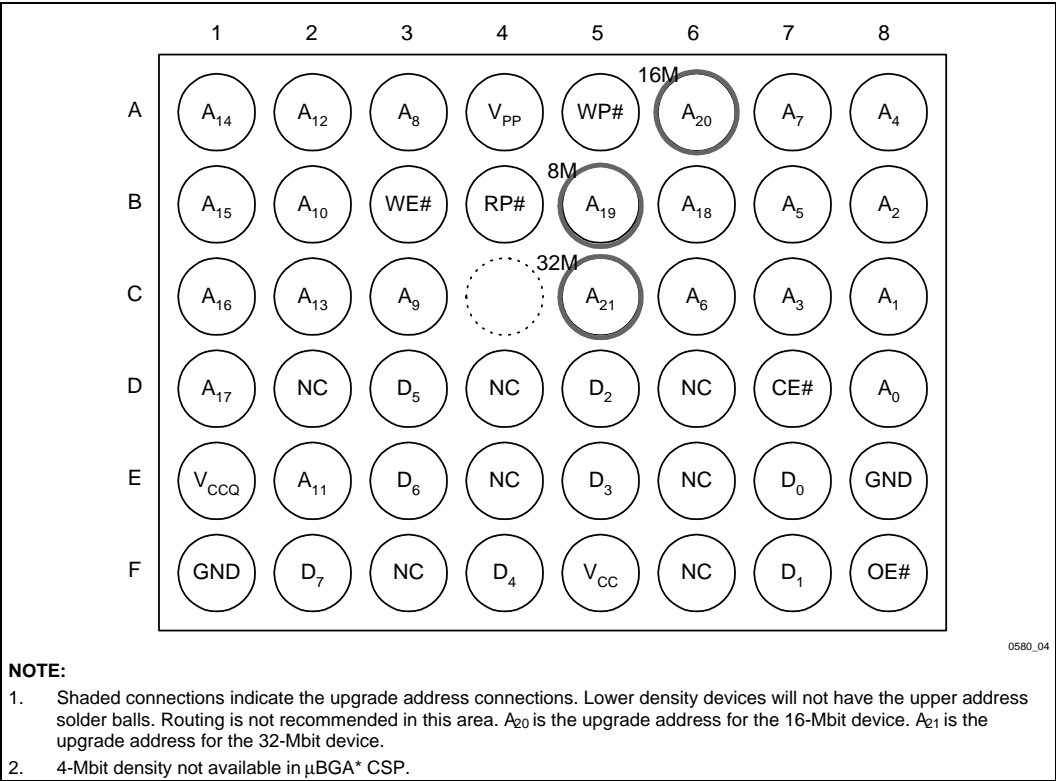 1 2 3 4 5 6 7 8
16M
A A₁₄ A₁₂ A₈ V_PP WP# A₂₀ A₇ A₄
8M
B A₁₅ A₁₀ WE# RP# A₁₉ A₁₈ A₅ A₂
32M
C A₁₆ A₁₃ A₉ A₂₁ A₆ A₃ A₁
D A₁₇ NC D₅ NC D₂ NC CE# A₀
E V_CCQ A₁₁ D₆ NC D₃ NC D₀ GND
F GND D₇ NC D₄ V_CC NC D₁ OE#
0580_04
NOTE:
1. Shaded connections indicate the upgrade address connections. Lower density devices will not have the upper address
solder balls. Routing is not recommended in this area. A₂₀ is the upgrade address for the 16-Mbit device. A₂₁ is the
upgrade address for the 32-Mbit device.
2. 4-Mbit density not available in µBGA* CSP.